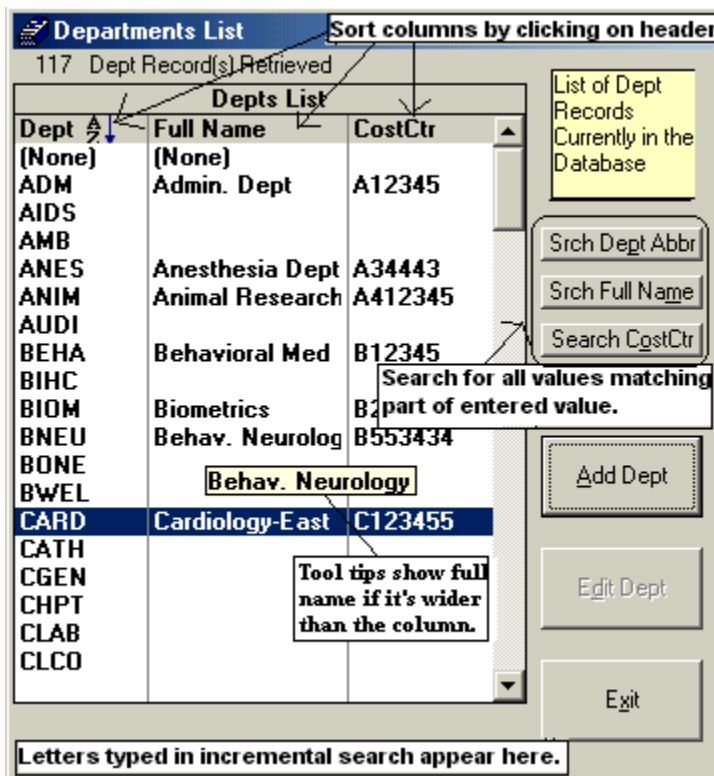 Departments List
Sort columns by clicking on header
117 Dept Record(s) Retrieved
Depts List
Dept Full Name CostCtr
(None) (None)
ADM Admin. Dept A12345
AIDS
AMB
ANES Anesthesia Dept A34443
ANIM Animal Research A412345
AUDI
BEHA Behavioral Med B12345
BIHC
BIOM Biometrics
BNEU Behav. Neurolog B553434
BONE
BWEL
CARD Cardiology-East C123455
CATH
CGEN
CHPT
CLAB
CLCO
List of Dept
Records
Currently in the
Database
Srch Dept Abbr
Srch Full Name
Search CostCtr
Search for all values matching
part of entered value.
Behav. Neurology
Tool tips show full
name if it's wider
than the column.
Add Dept
Edit Dept
Exit
Letters typed in incremental search appear here.